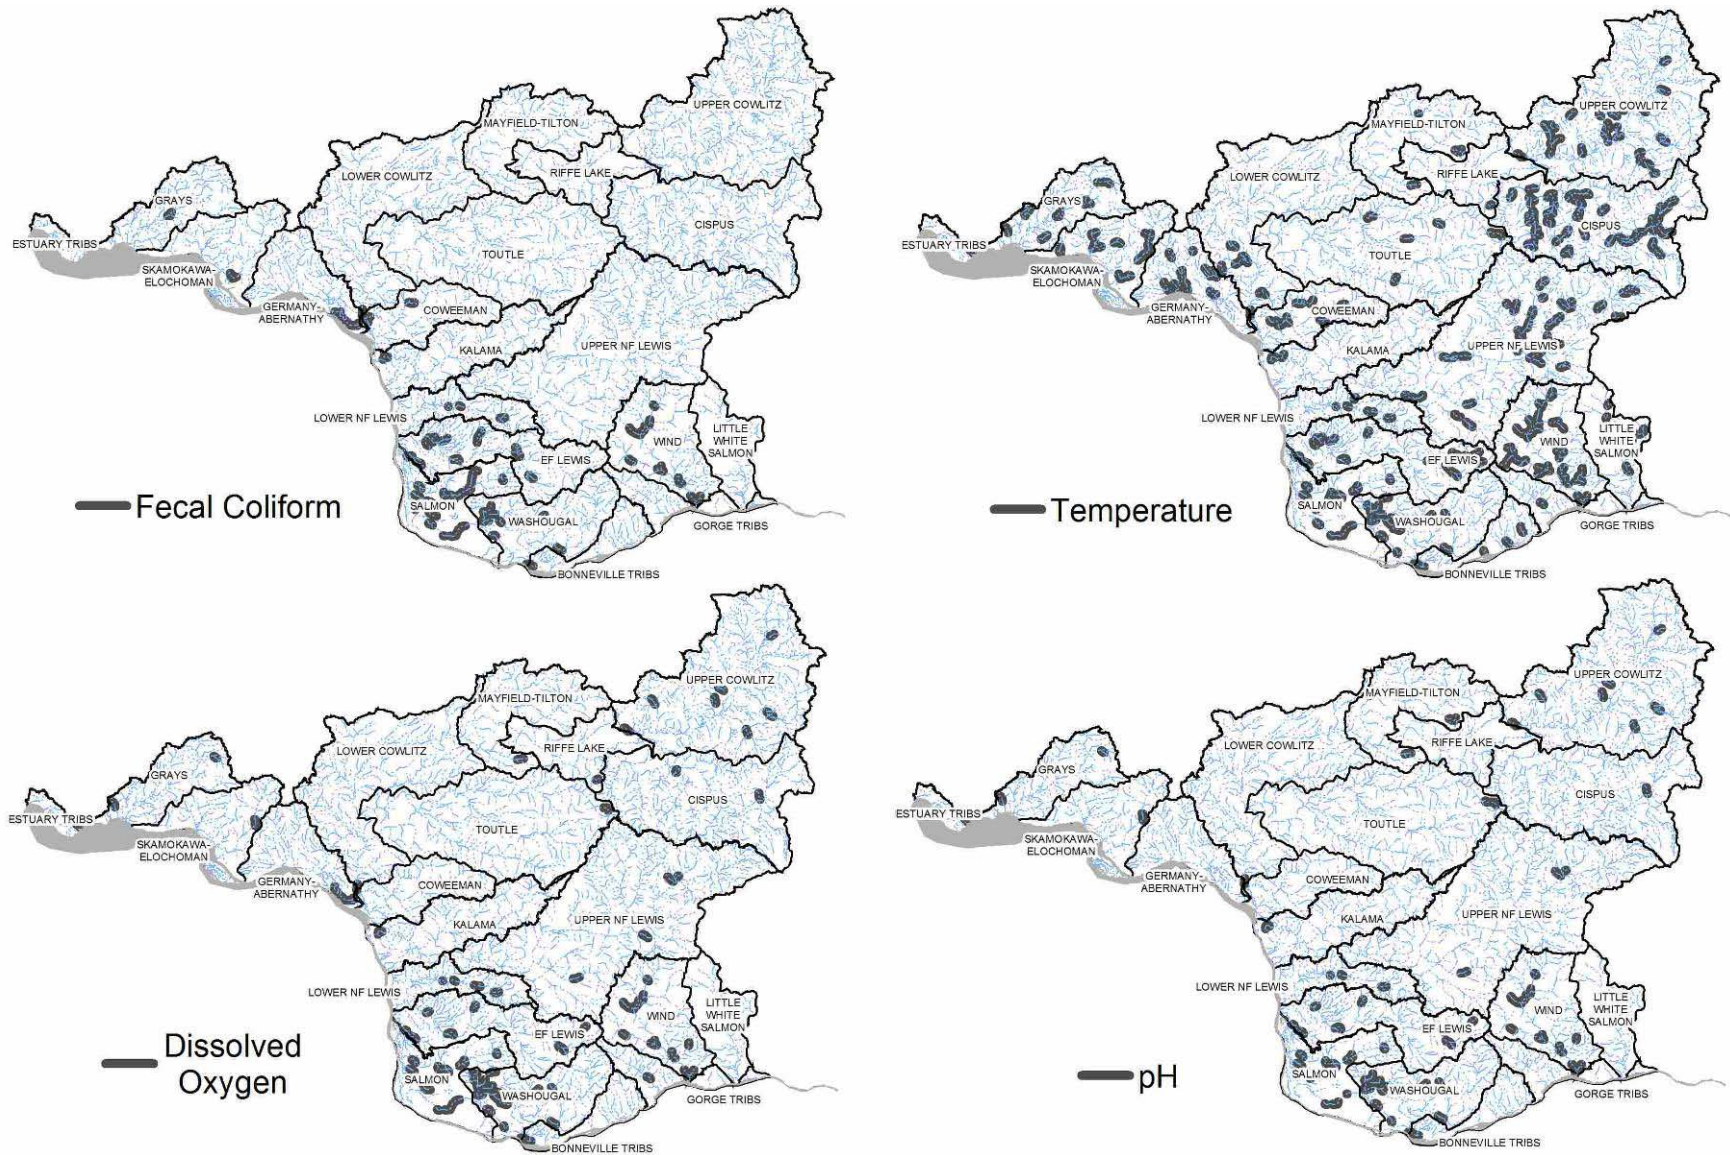 UPPER COWLITZ
MAYFIELD-TILTON
RIFFE LAKE
LOWER COWLITZ
GRAYS
CISPUS
ESTUARY TRIBS
TOUTLE
SKAMOKAWA-
ELOCHOMAN
GERMANY-
ABERNATHY
COWEEMAN
KALAMA
UPPER NF LEWIS
LOWER NF LEWIS
WIND
LITTLE
WHITE
SALMON
EF LEWIS
SALMON
WASHOUGAL
GORGE TRIBS
BONNEVILLE TRIBS
Fecal Coliform
UPPER COWLITZ
MAYFIELD-TILTON
RIFFE LAKE
LOWER COWLITZ
GRAYS
CISPUS
ESTUARY TRIBS
TOUTLE
SKAMOKAWA-
ELOCHOMAN
GERMANY-
ABERNATHY
COWEEMAN
KALAMA
UPPER NF LEWIS
LOWER NF LEWIS
WIND
LITTLE
WHITE
SALMON
EF LEWIS
SALMON
WASHOUGAL
GORGE TRIBS
BONNEVILLE TRIBS
Temperature
UPPER COWLITZ
MAYFIELD-TILTON
RIFFE LAKE
LOWER COWLITZ
GRAYS
CISPUS
ESTUARY TRIBS
TOUTLE
SKAMOKAWA-
ELOCHOMAN
GERMANY-
ABERNATHY
COWEEMAN
KALAMA
UPPER NF LEWIS
LOWER NF LEWIS
WIND
LITTLE
WHITE
SALMON
EF LEWIS
SALMON
WASHOUGAL
GORGE TRIBS
BONNEVILLE TRIBS
Dissolved
Oxygen
UPPER COWLITZ
MAYFIELD-TILTON
RIFFE LAKE
LOWER COWLITZ
GRAYS
CISPUS
ESTUARY TRIBS
TOUTLE
SKAMOKAWA-
ELOCHOMAN
GERMANY-
ABERNATHY
COWEEMAN
KALAMA
UPPER NF LEWIS
LOWER NF LEWIS
WIND
LITTLE
WHITE
SALMON
EF LEWIS
SALMON
WASHOUGAL
GORGE TRIBS
BONNEVILLE TRIBS
pH